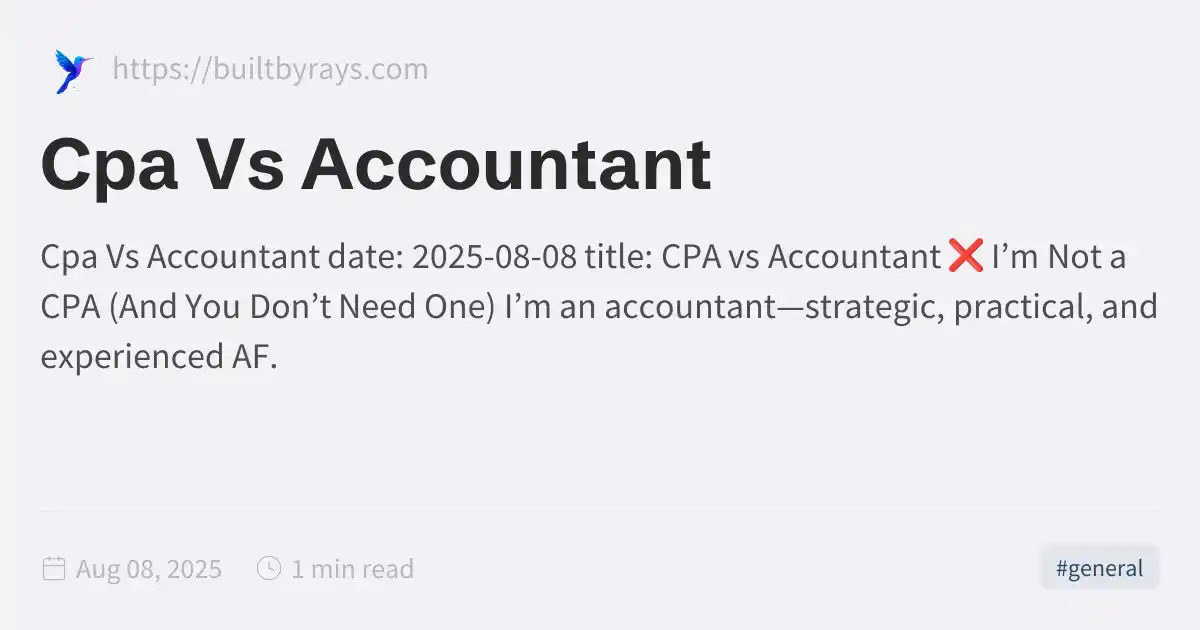 https://builtbyrays.com
Cpa Vs Accountant
Cpa Vs Accountant date: 2025-08-08 title: CPA vs Accountant ❌ I’m Not a
CPA (And You Don’t Need One) I’m an accountant—strategic, practical, and
experienced AF.
Aug 08, 2025
1 min read
#general